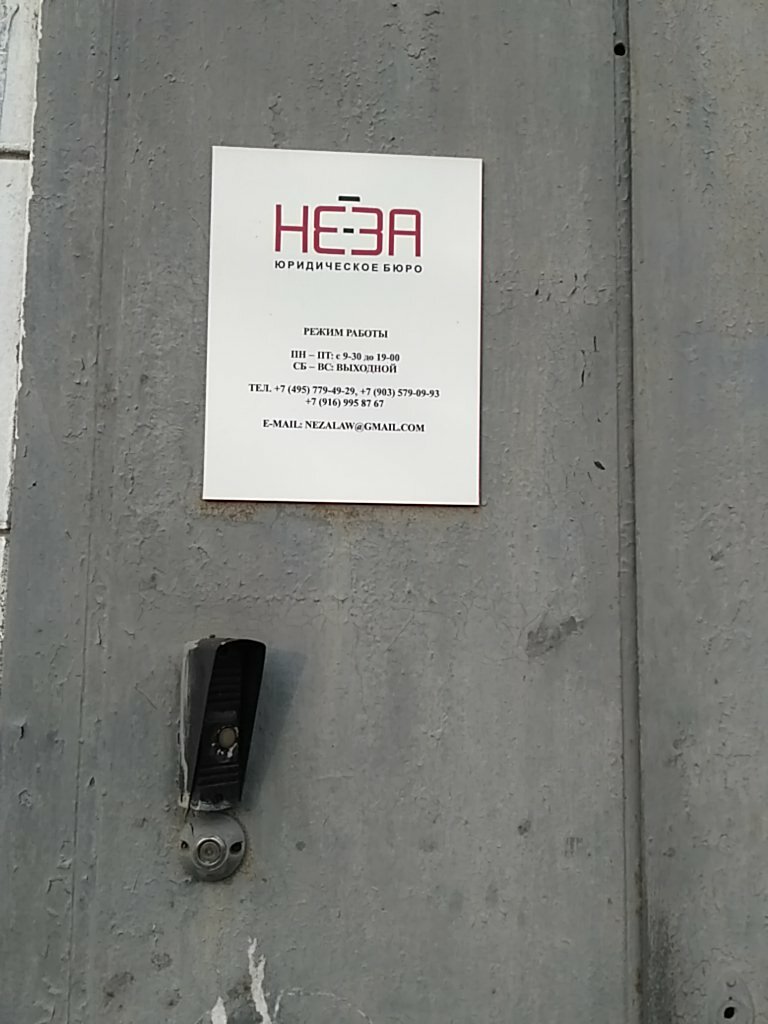 НЕЗА
ЮРИДИЧЕСКОЕ БЮРО
РЕЖИМ РАБОТЫ
ПН – ПТ: с 9-30 до 19-00
СБ – ВС: ВЫХОДНОЙ
ТЕЛ. +7 (495) 779-49-29, +7 (903) 579-09-93
+7 (916) 995 87 67
E-MAIL: NEZALAW@GMAIL.COM